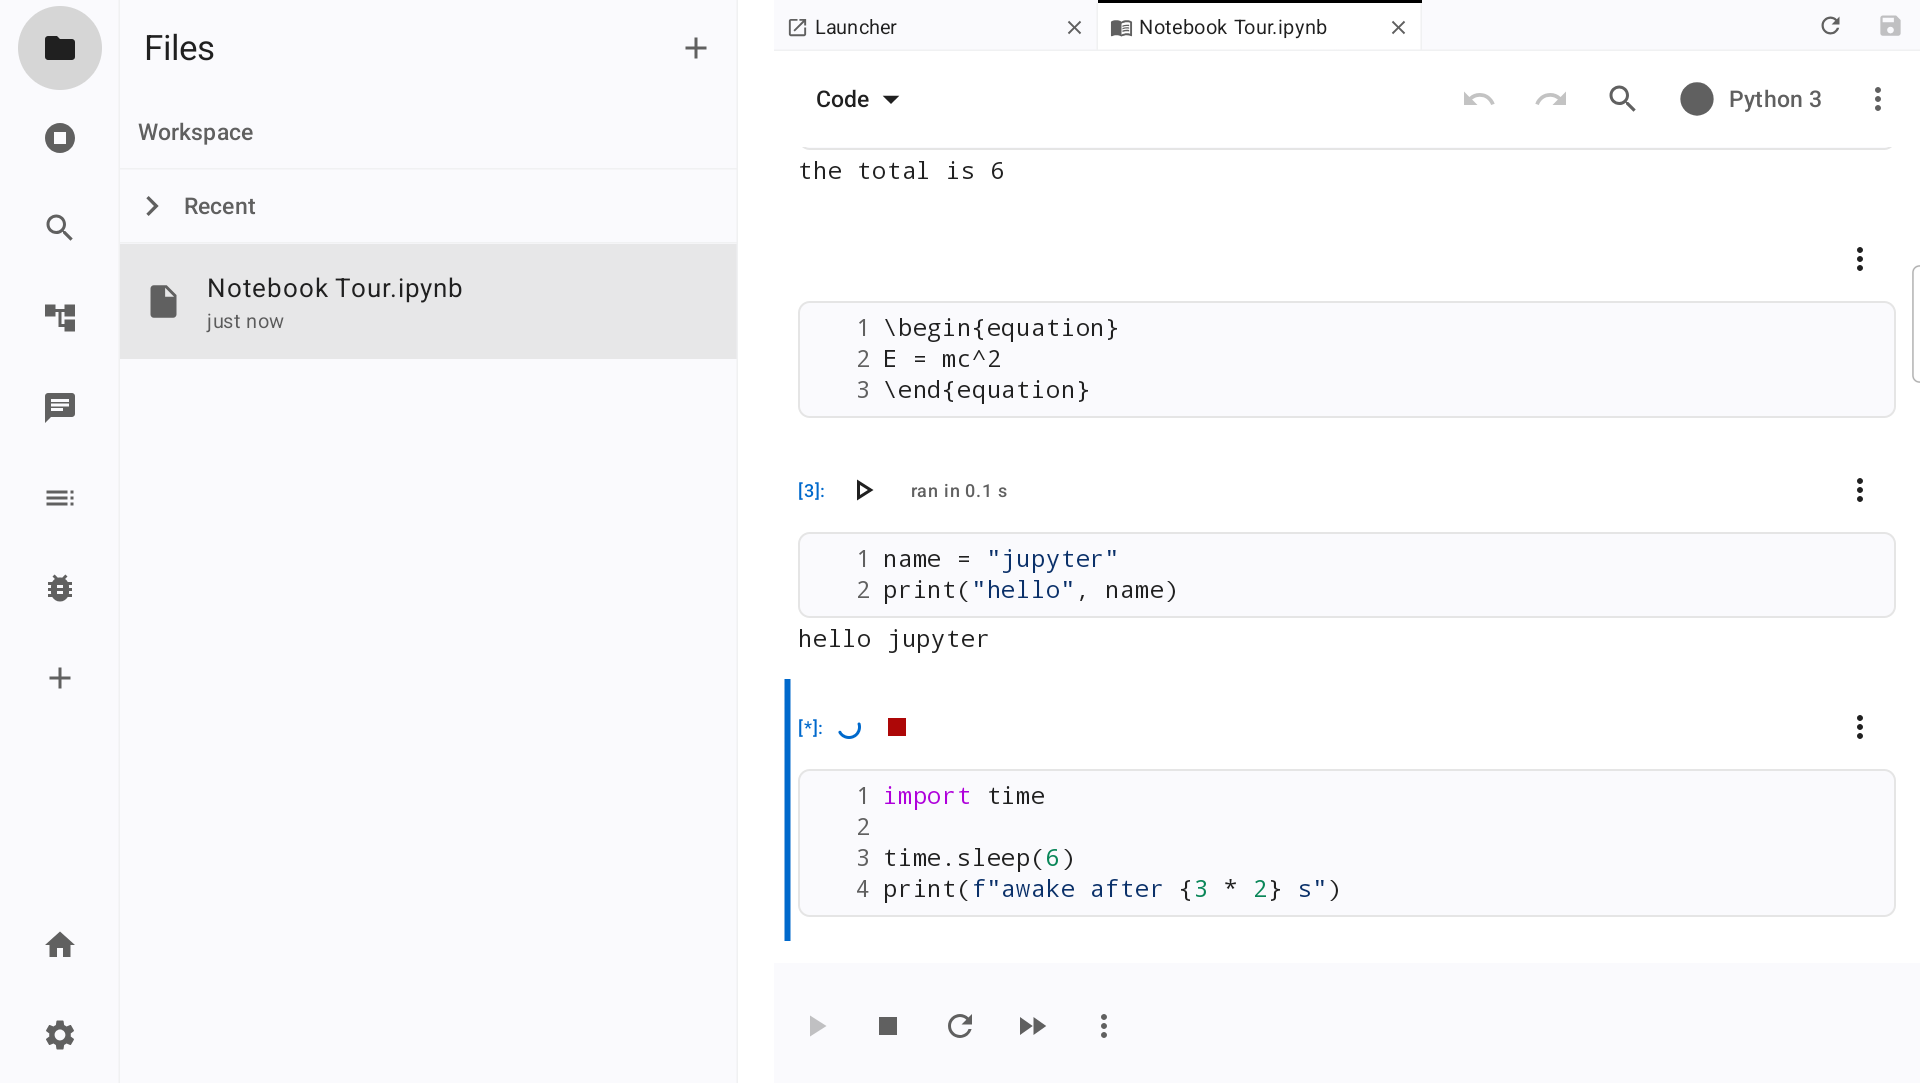 Files
Workspace
Recent
Notebook Tour.ipynb
just now
Launcher
Notebook Tour.ipynb
Code
Python 3
the total is 6
1 \begin{equation}
2 E = mc^2
3 \end{equation}
[3]: ran in 0.1 s
1 name = "jupyter"
2 print("hello", name)
hello jupyter
[*]:
1 import time
2
3 time.sleep(6)
4 print(f"awake after {3 * 2} s")